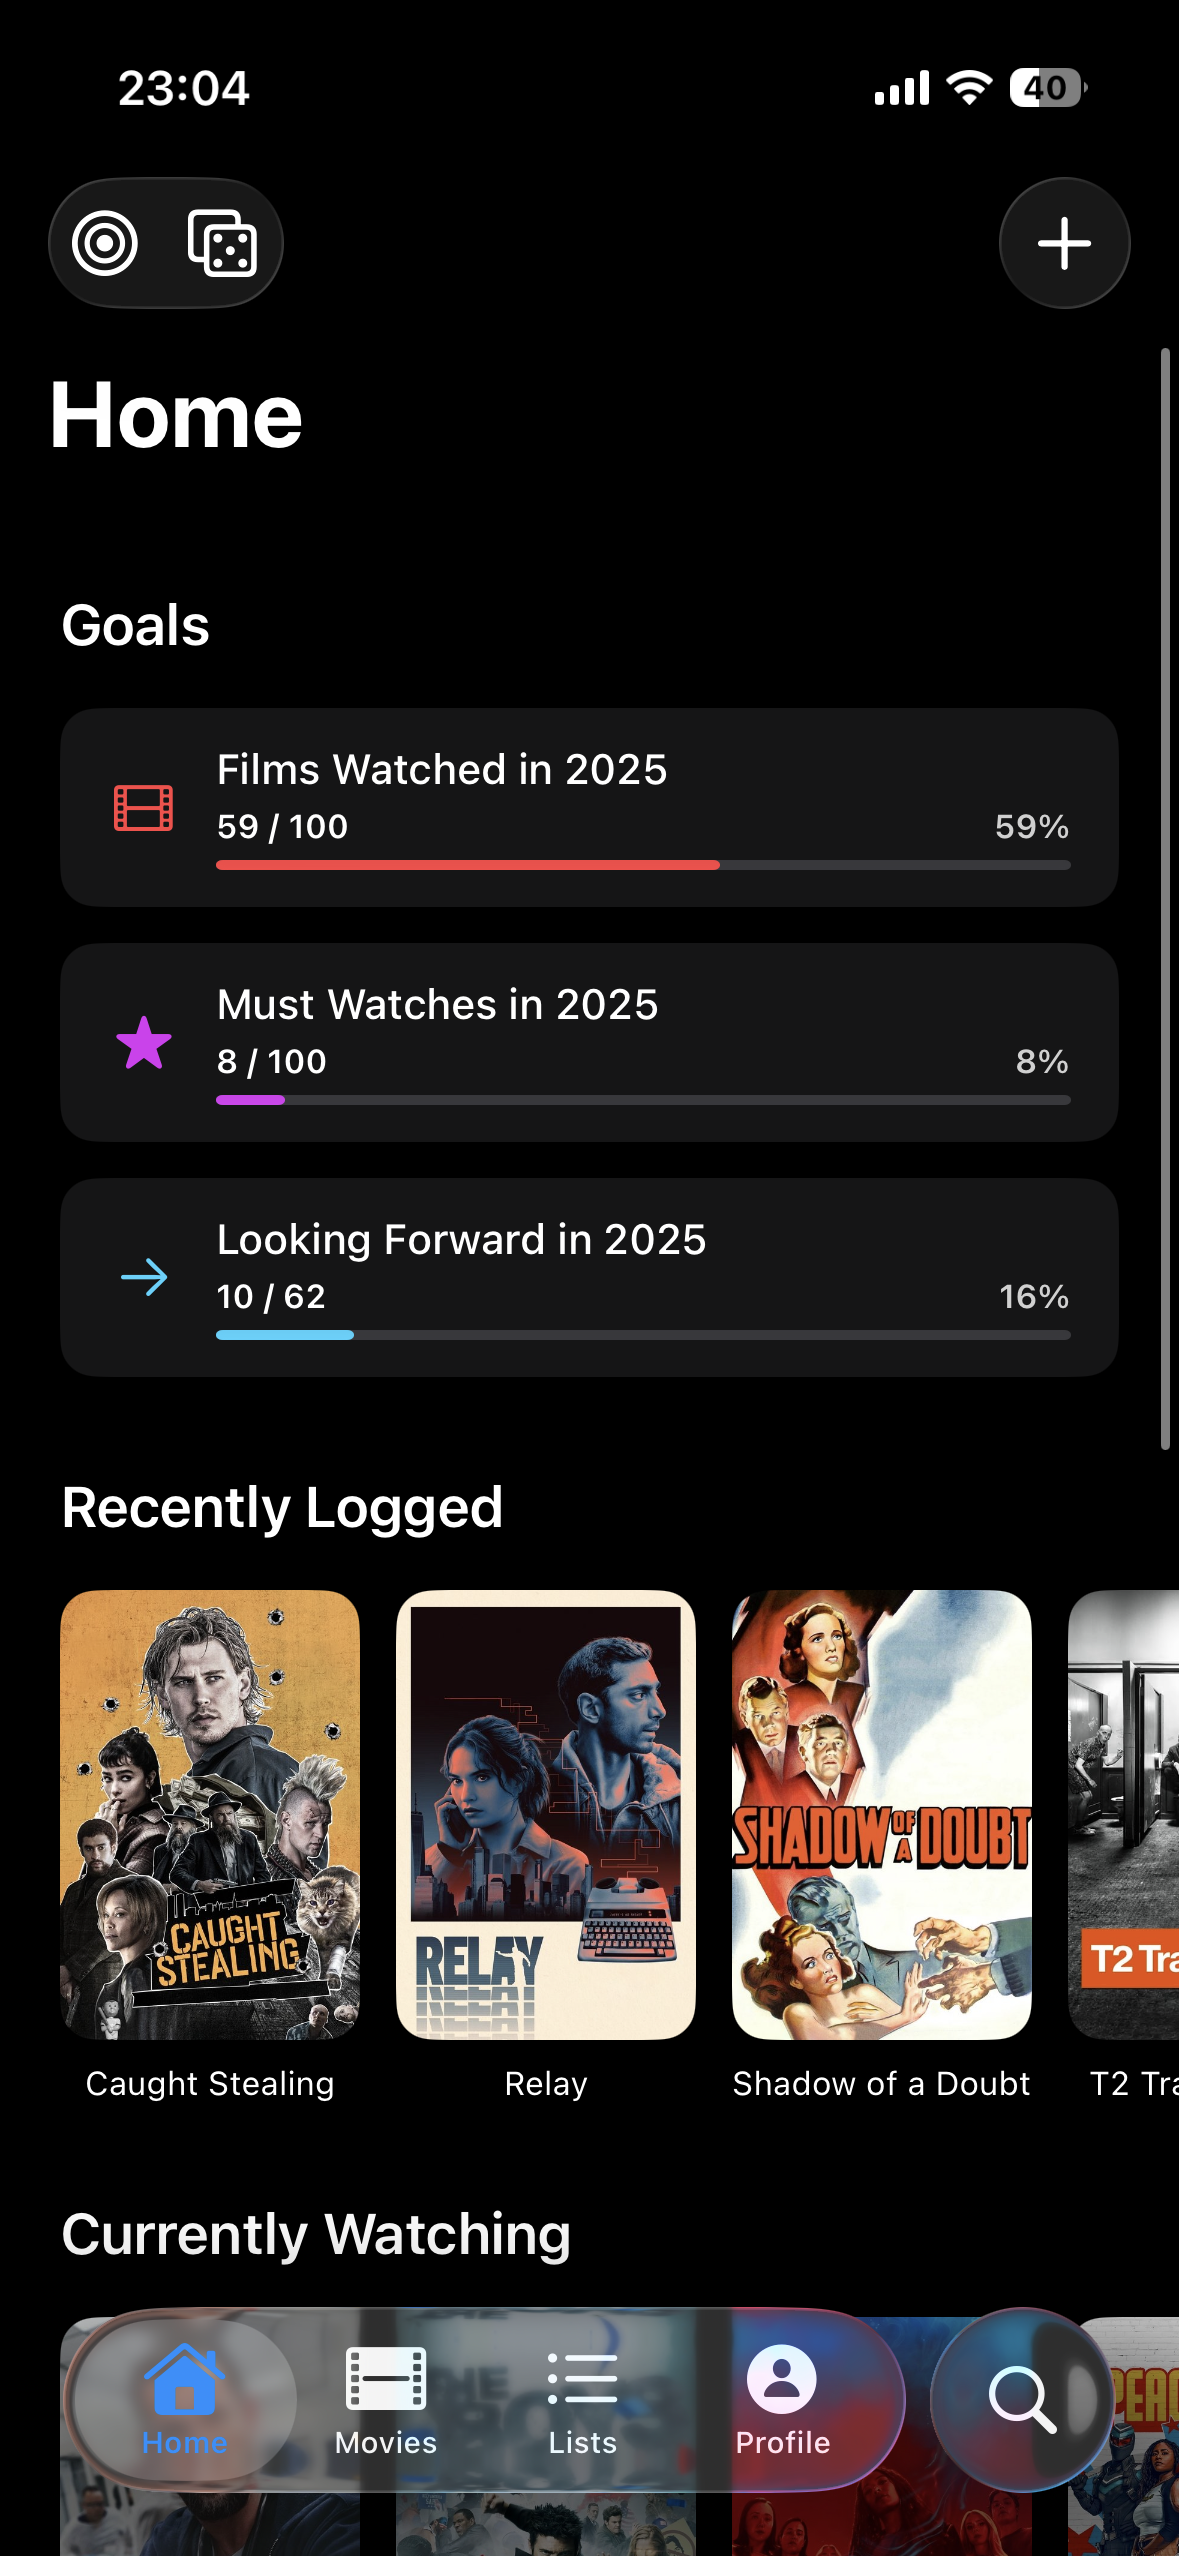 23:04
40
Home
Goals
Films Watched in 2025
59 / 100
59%
Must Watches in 2025
8 / 100
8%
Looking Forward in 2025
10 / 62
16%
Recently Logged
CAUGHT
STEALING
RELAY
SHADOW OF A DOUBT
T2 Tra
Caught Stealing
Relay
Shadow of a Doubt
T2 Tra
Currently Watching
PEAC
Home
Movies
Lists
Profile